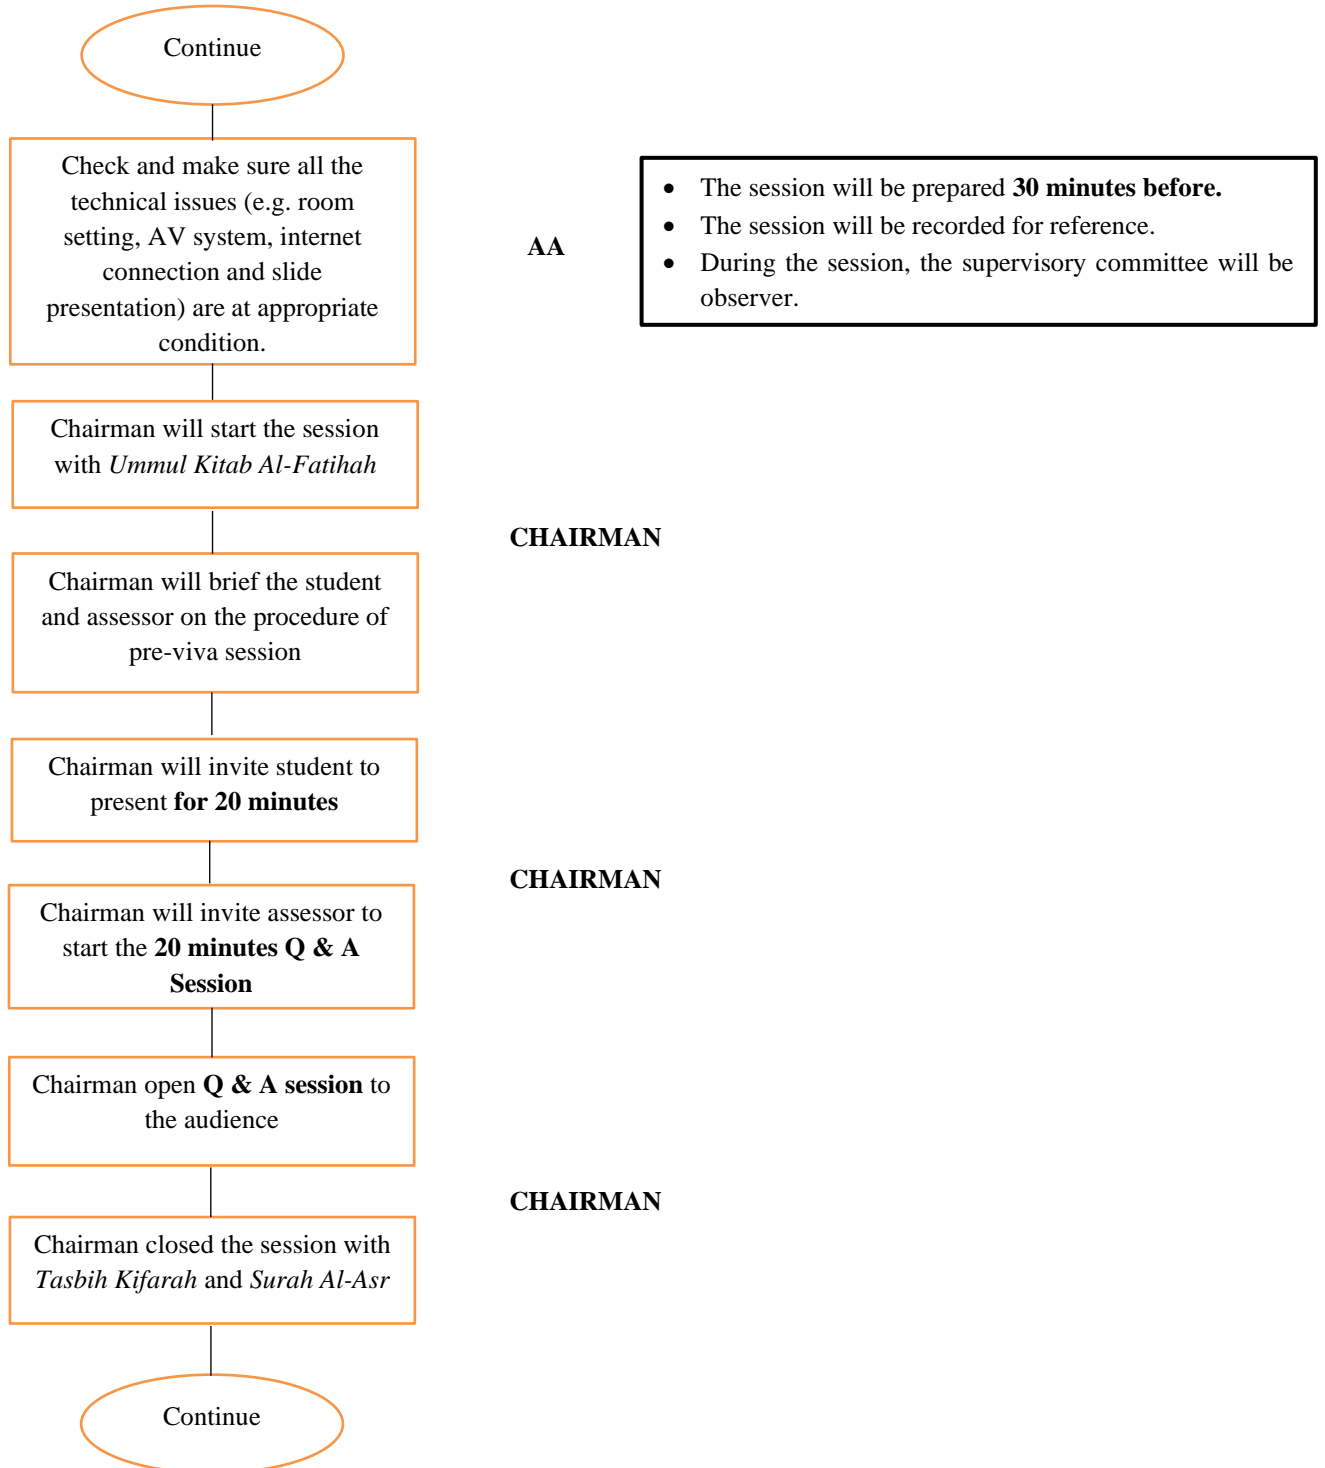 Continue
Check and make sure all the
technical issues (e.g. room
setting, AV system, internet
connection and slide
presentation) are at appropriate
condition.
AA
• The session will be prepared 30 minutes before.
• The session will be recorded for reference.
• During the session, the supervisory committee will be
observer.
Chairman will start the session
with Ummul Kitab Al-Fatihah
CHAIRMAN
Chairman will brief the student
and assessor on the procedure of
pre-viva session
Chairman will invite student to
present for 20 minutes
CHAIRMAN
Chairman will invite assessor to
start the 20 minutes Q & A
Session
Chairman open Q & A session to
the audience
CHAIRMAN
Chairman closed the session with
Tasbih Kifarah and Surah Al-Asr
Continue